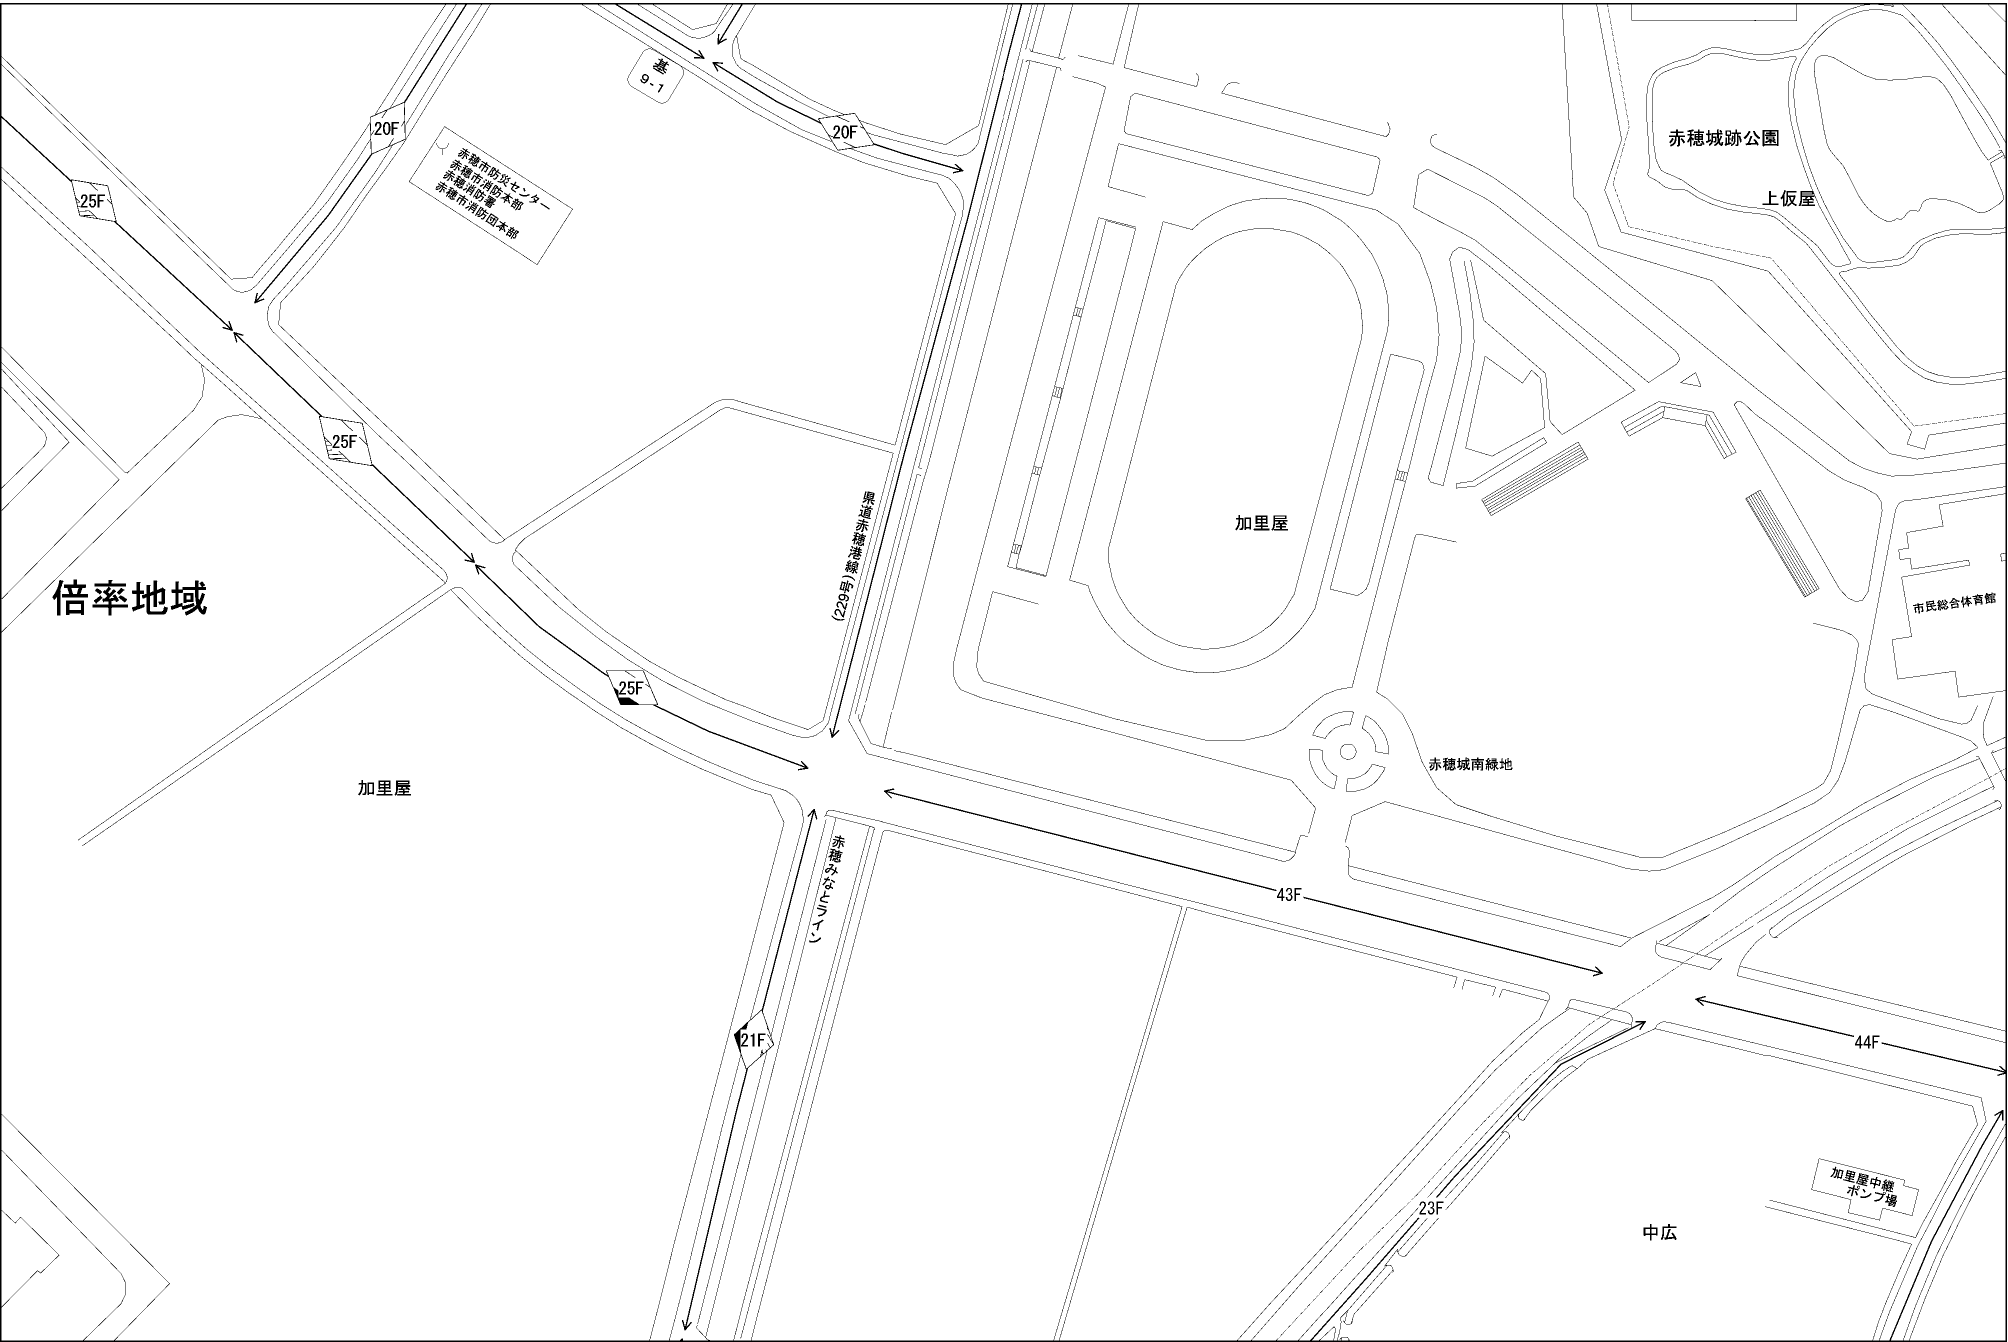 基
9-1
20F
20F
赤穂城跡公園
赤穂市防災センター
赤穂市消防本部
赤穂消防署
赤穂市消防団本部
25F
上仮屋
25F
県道赤穂港線
(229号)
加里屋
倍率地域
市民総合体育館
25F
赤穂城南緑地
加里屋
赤穂みなとライン
43F
21F
44F
加里屋中継
ポンプ場
23F
中広